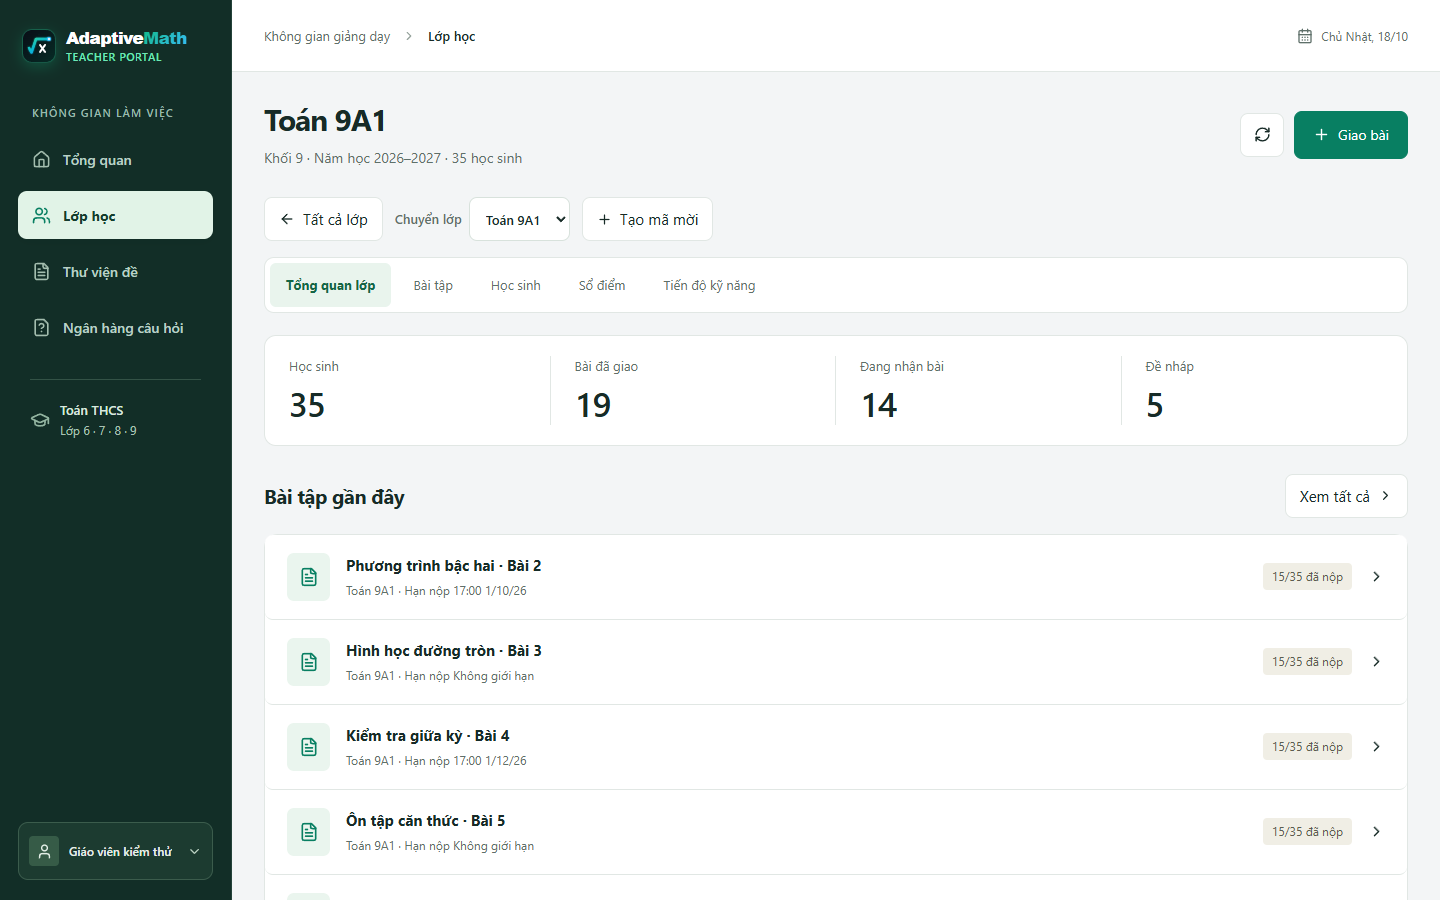 AdaptiveMath
TEACHER PORTAL
KHÔNG GIAN LÀM VIỆC
Tổng quan
Lớp học
Thư viện đề
Ngân hàng câu hỏi
Toán THCS
Lớp 6 · 7 · 8 · 9
Giáo viên kiểm thử
Không gian giảng dạy > Lớp học
Chủ Nhật, 18/10
Toán 9A1
Khối 9 · Năm học 2026–2027 · 35 học sinh
+ Giao bài
← Tất cả lớp Chuyển lớp Toán 9A1 + Tạo mã mời
Tổng quan lớp Bài tập Học sinh Sổ điểm Tiến độ kỹ năng
Học sinh Bài đã giao Đang nhận bài Đề nháp
35 19 14 5
Bài tập gần đây Xem tất cả >
Phương trình bậc hai · Bài 2
Toán 9A1 · Hạn nộp 17:00 1/10/26
15/35 đã nộp
Hình học đường tròn · Bài 3
Toán 9A1 · Hạn nộp Không giới hạn
15/35 đã nộp
Kiểm tra giữa kỳ · Bài 4
Toán 9A1 · Hạn nộp 17:00 1/12/26
15/35 đã nộp
Ôn tập căn thức · Bài 5
Toán 9A1 · Hạn nộp Không giới hạn
15/35 đã nộp